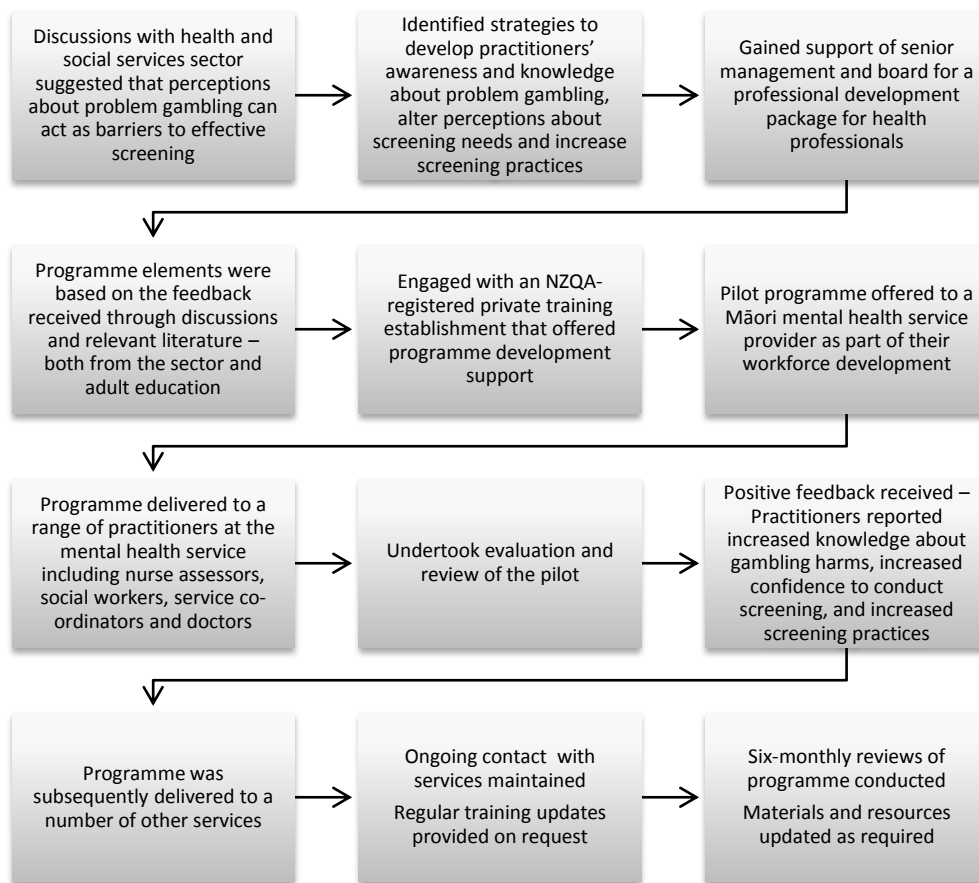 Discussions with health and
social services sector
suggested that perceptions
about problem gambling can
act as barriers to effective
screening
Identified strategies to
develop practitioners’
awareness and knowledge
about problem gambling,
alter perceptions about
screening needs and increase
screening practices
Gained support of senior
management and board for a
professional development
package for health
professionals
Programme elements were
based on the feedback
received through discussions
and relevant literature –
both from the sector and
adult education
Engaged with an NZQA-
registered private training
establishment that offered
programme development
support
Pilot programme offered to a
Māori mental health service
provider as part of their
workforce development
Programme delivered to a
range of practitioners at the
mental health service
including nurse assessors,
social workers, service co-
ordinators and doctors
Undertook evaluation and
review of the pilot
Positive feedback received –
Practitioners reported
increased knowledge about
gambling harms, increased
confidence to conduct
screening, and increased
screening practices
Programme was
subsequently delivered to a
number of other services
Ongoing contact with
services maintained
Regular training updates
provided on request
Six-monthly reviews of
programme conducted
Materials and resources
updated as required